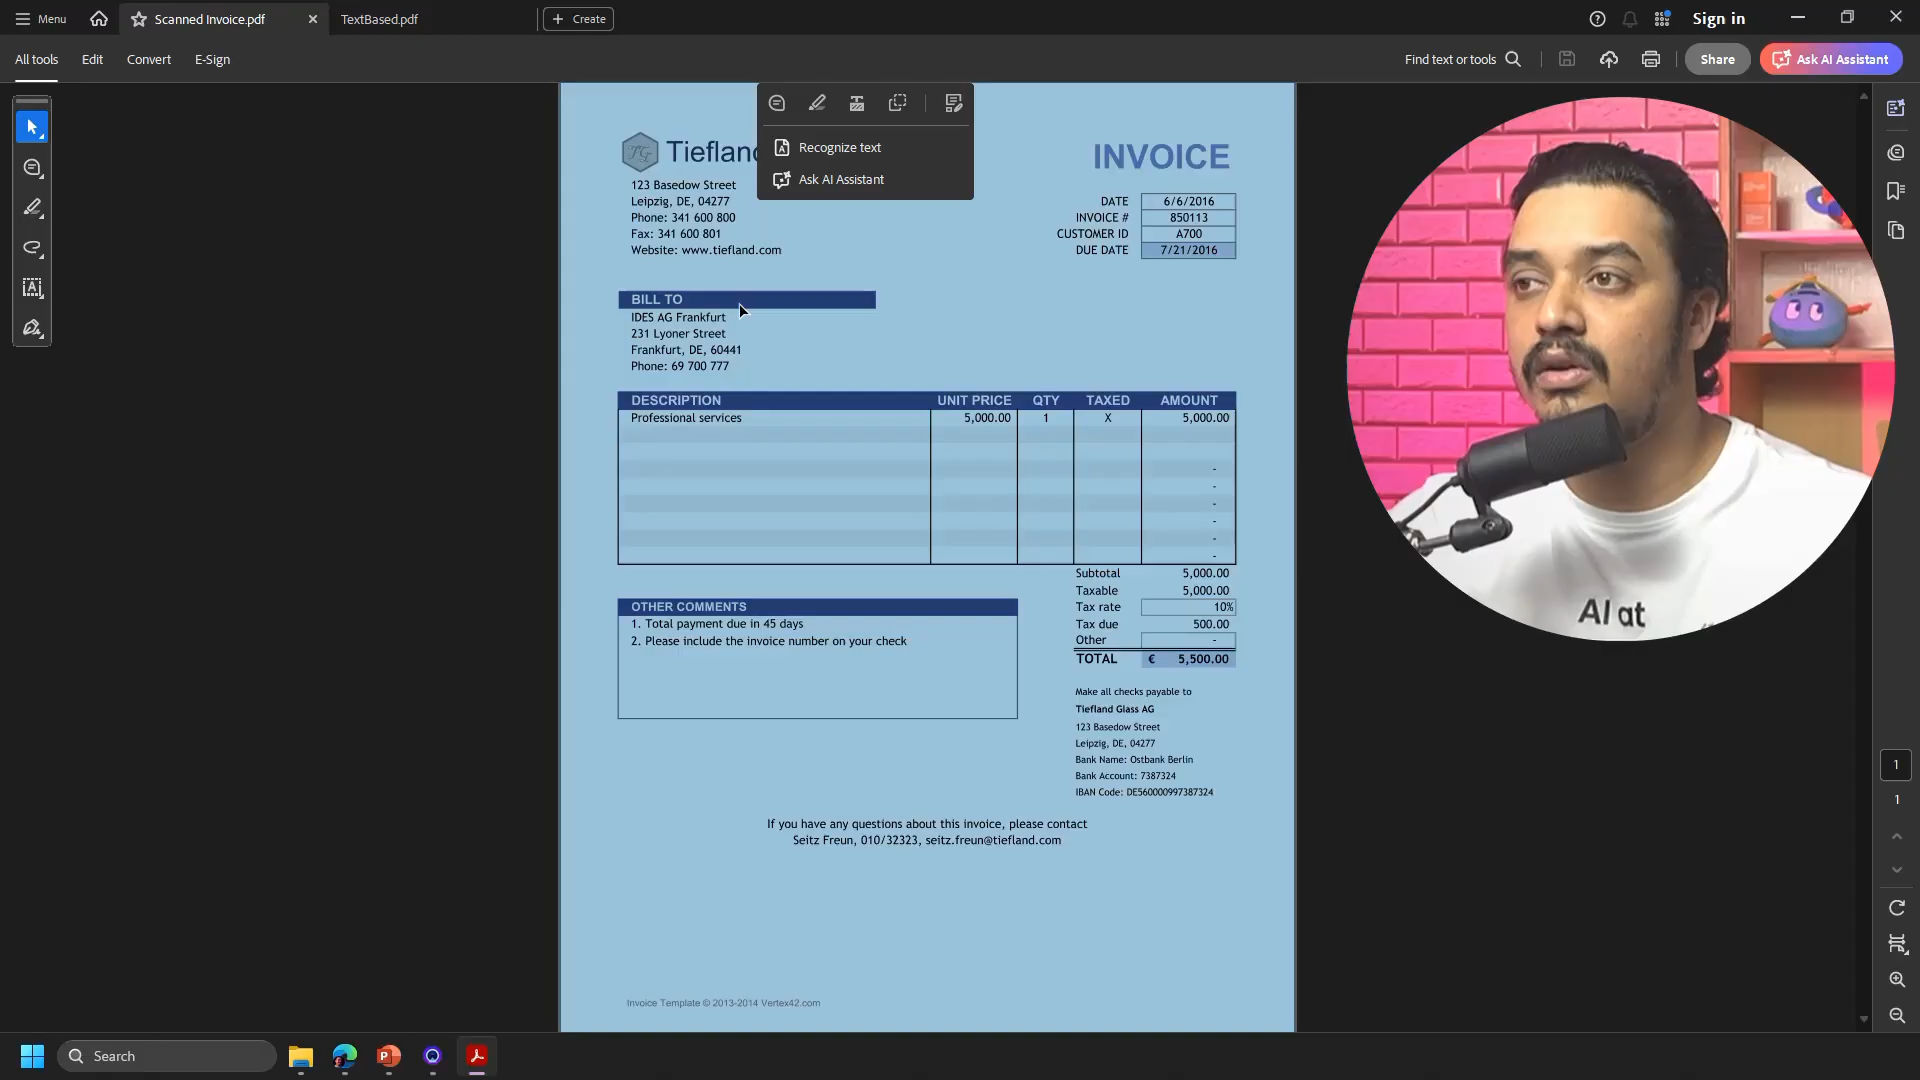 Menu
Scanned Invoice.pdf
TextBased.pdf
Create
Sign in
All tools
Edit
Convert
E-Sign
Find text or tools
Share
Ask AI Assistant
Recognize text
Ask AI Assistant
TG
INVOICE
123 Basedow Street
Leipzig, DE, 04277
Phone: 341 600 800
Fax: 341 600 801
Website: www.tiefland.com
DATE 6/6/2016
INVOICE # 850113
CUSTOMER ID A700
DUE DATE 7/21/2016
BILL TO
IDES AG Frankfurt
231 Lyoner Street
Frankfurt, DE, 60441
Phone: 69 700 777
DESCRIPTION UNIT PRICE QTY TAXED AMOUNT
Professional services 5,000.00 1 X 5,000.00
-
-
-
-
-
-
Subtotal 5,000.00
Taxable 5,000.00
Tax rate 10%
Tax due 500.00
Other -
TOTAL € 5,500.00
OTHER COMMENTS
1. Total payment due in 45 days
2. Please include the invoice number on your check
Make all checks payable to
Tiefland Glass AG
123 Basedow Street
Leipzig, DE, 04277
Bank Name: Ostbank Berlin
Bank Account: 7387324
IBAN Code: DE560000997387324
If you have any questions about this invoice, please contact
Seitz Freun, 010/32323, seitz.freun@tiefland.com
Invoice Template © 2013-2014 Vertex42.com
AI at
1
1
Search